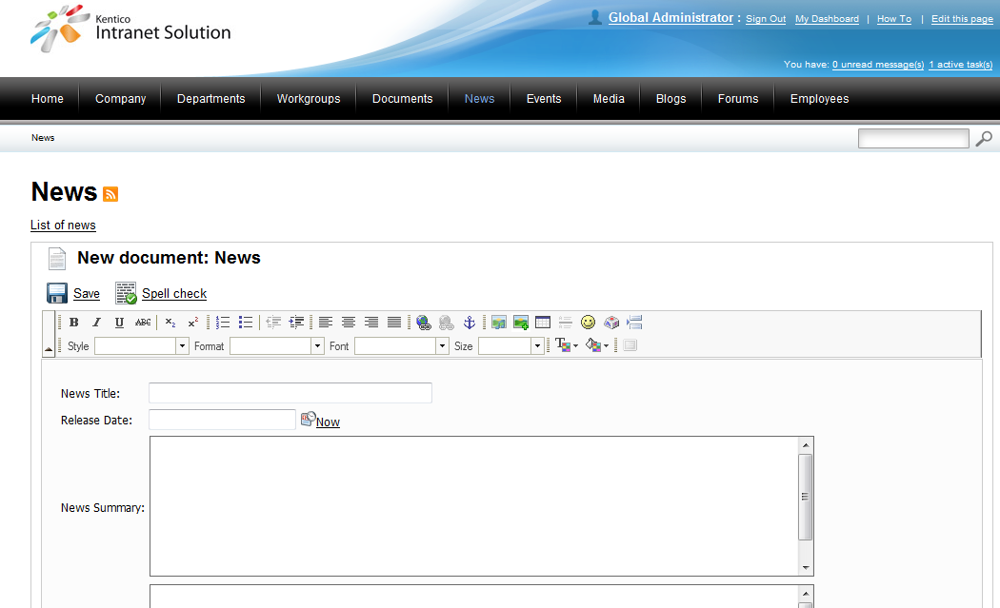 Kentico
Intranet Solution
Global Administrator : Sign Out My Dashboard | How To | Edit this page
You have: 0 unread message(s) 1 active task(s)
Home Company Departments Workgroups Documents News Events Media Blogs Forums Employees
News
News
List of news
New document: News
Save Spell check
B I U ABC x₂ x²
Style Format Font Size T
News Title:
Release Date: Now
News Summary: